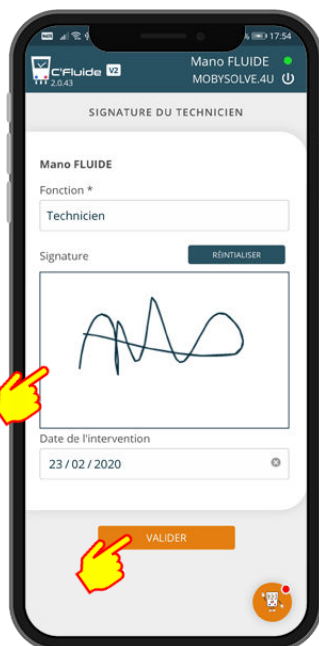 17:54
C'Fluide V2
2.0.43
Mano FLUIDE
MOBYSOLVE.4U
SIGNATURE DU TECHNICIEN
Mano FLUIDE
Fonction *
Technicien
Signature
RÉINTIALISER
Date de l'intervention
23 / 02 / 2020
VALIDER